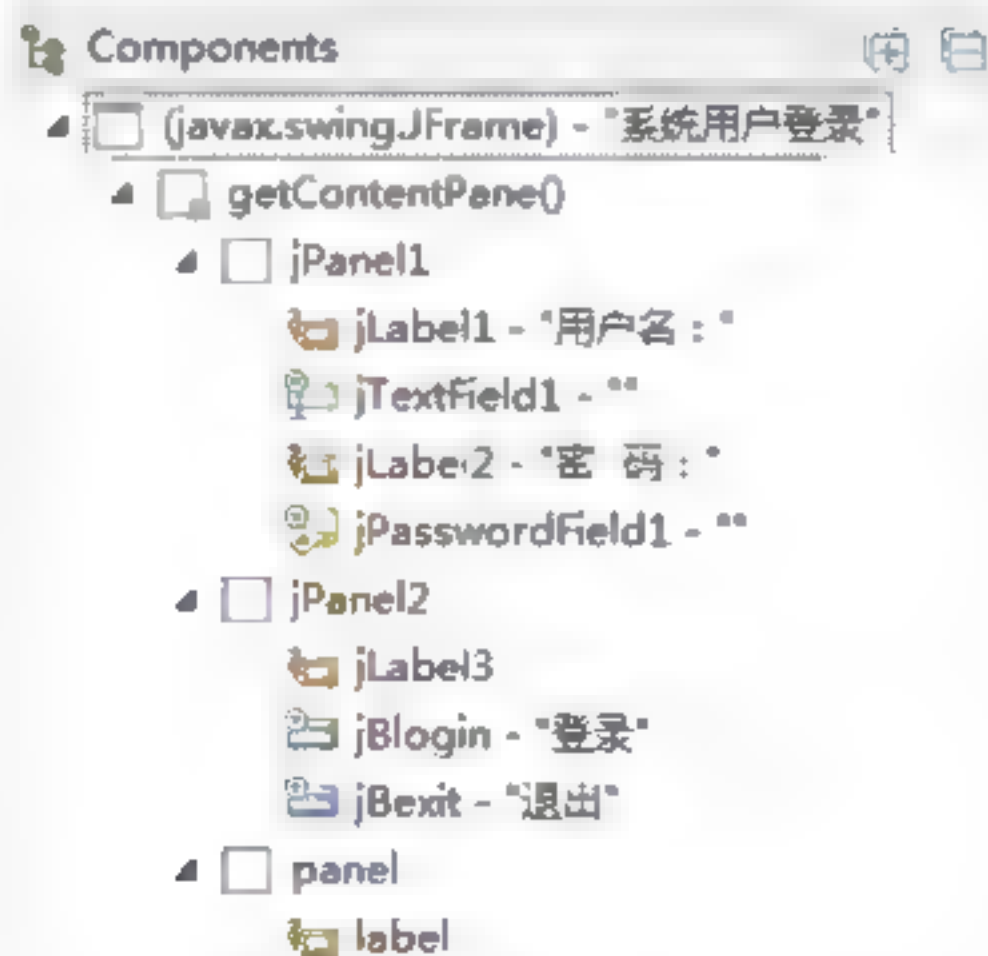 Components
(javax.swing.JFrame) - "系统用户登录"
getContentPane()
jPanel1
jLabel1 - "用户名："
jTextField1 - ""
jLabel2 - "密  码："
jPasswordField1 - ""
jPanel2
jLabel3
jBlogin - "登录"
jBexit - "退出"
panel
label